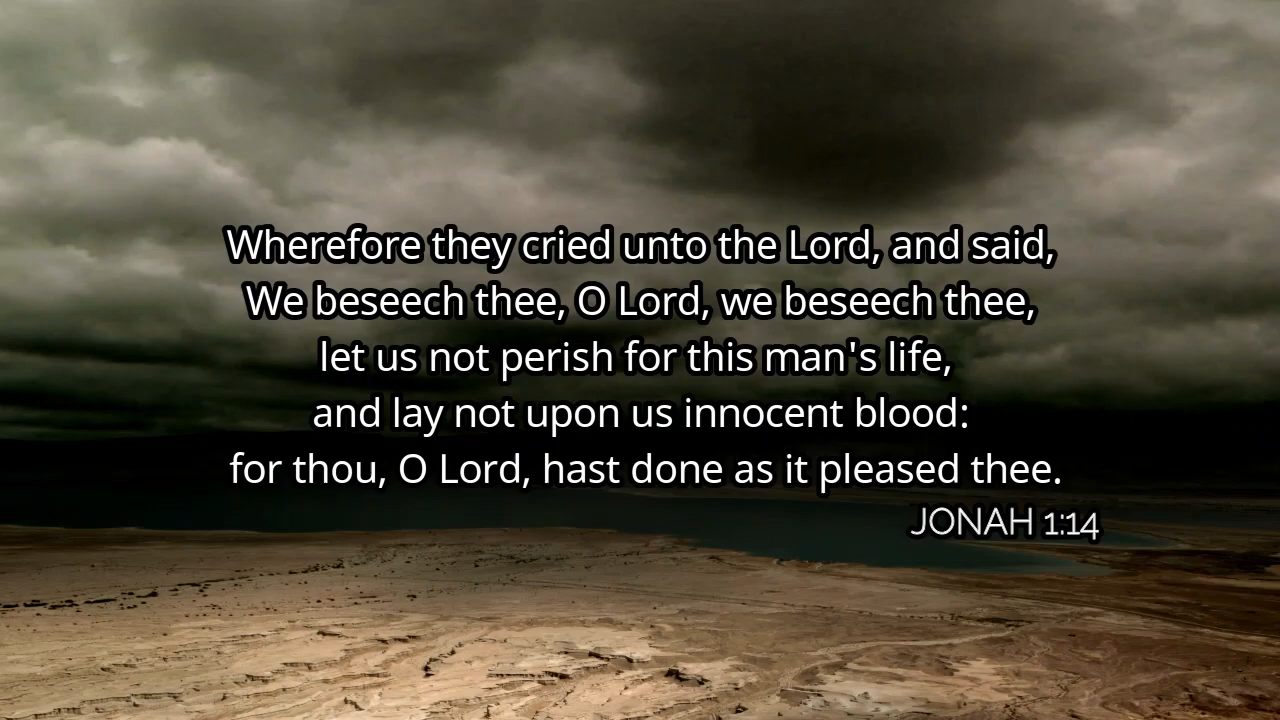 Wherefore they cried unto the Lord, and said,
We beseech thee, O Lord, we beseech thee,
let us not perish for this man's life,
and lay not upon us innocent blood:
for thou, O Lord, hast done as it pleased thee.
JONAH 1:14